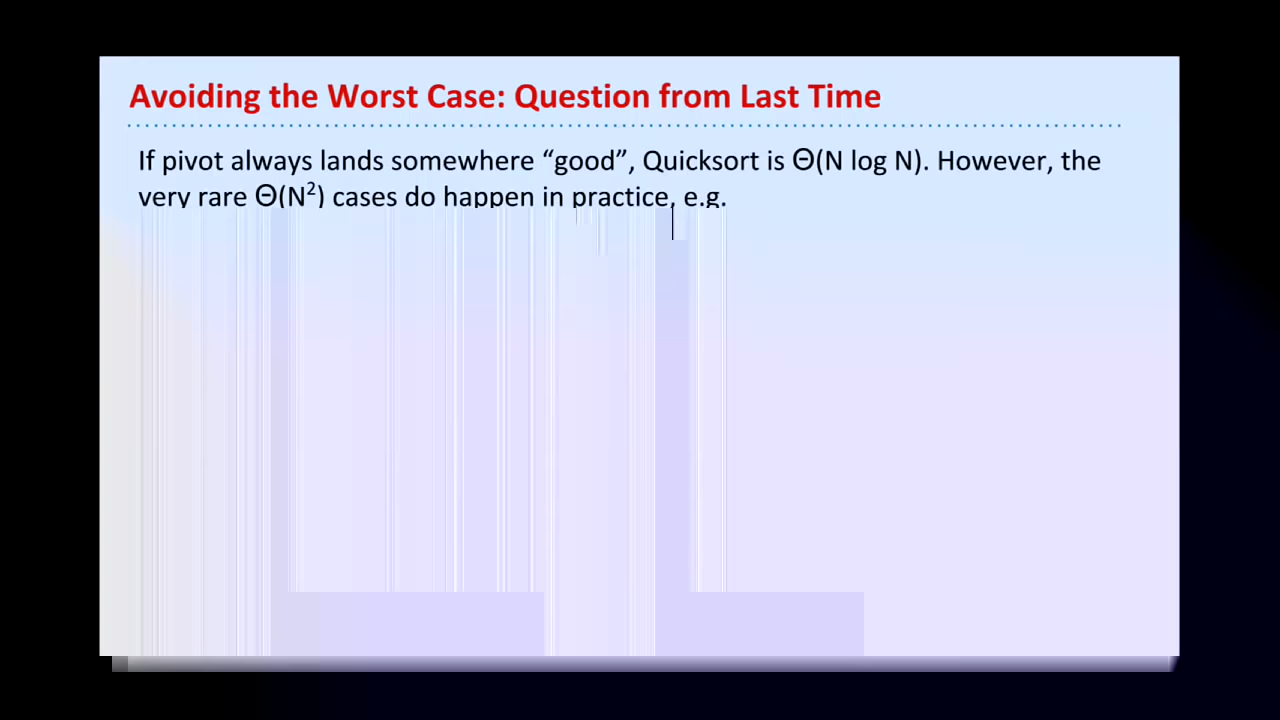 Avoiding the Worst Case: Question from Last Time
If pivot always lands somewhere “good”, Quicksort is Θ(N log N). However, the
very rare Θ(N²) cases do happen in practice, e.g.